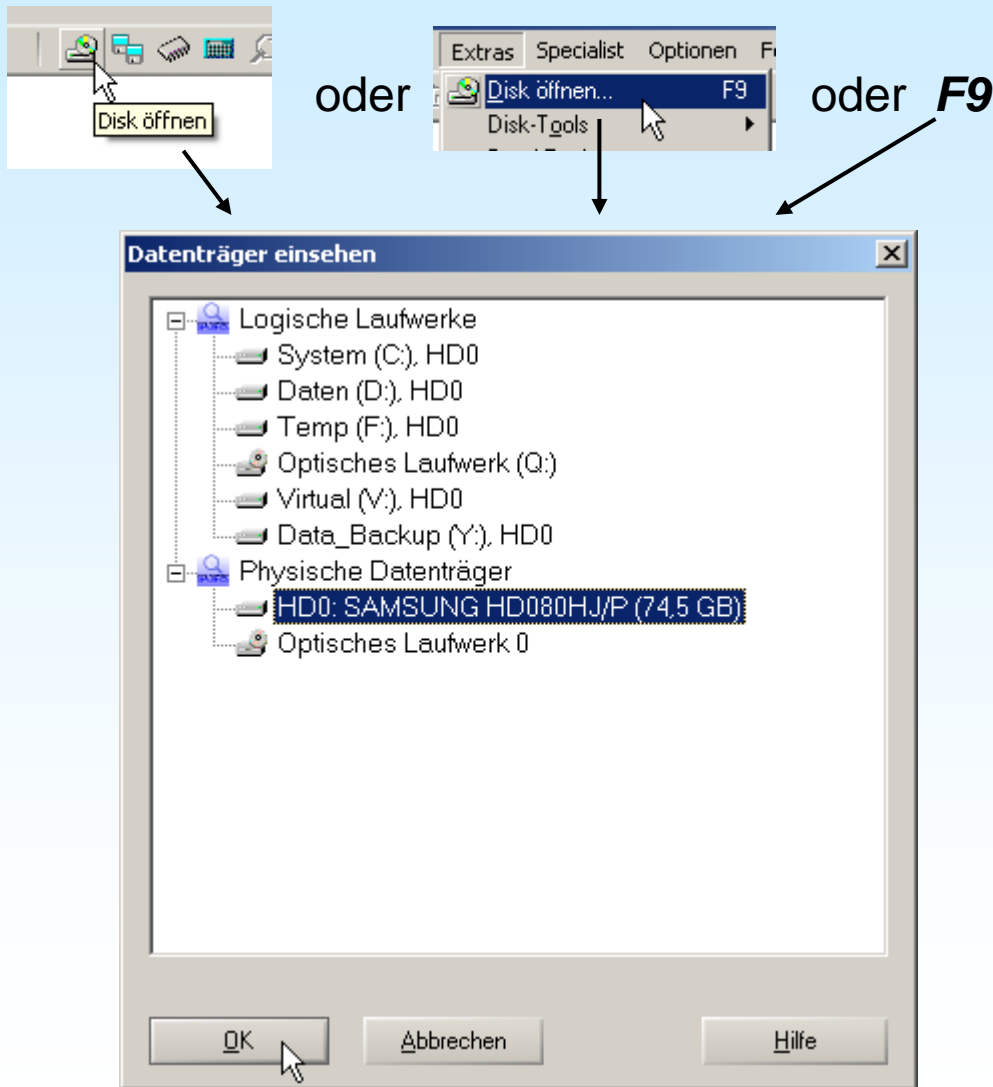 Disk öffnen
oder
Extras Specialist Optionen
Disk öffnen... F9
Disk-Tools
oder F9
Datenträger einsehen
Logische Laufwerke
System (C:), HD0
Daten (D:), HD0
Temp (F:), HD0
Optisches Laufwerk (Q:)
Virtual (V:), HD0
Data_Backup (Y:), HD0
Physische Datenträger
HD0: SAMSUNG HD080HJ/P (74,5 GB)
Optisches Laufwerk 0
OK Abbrechen Hilfe